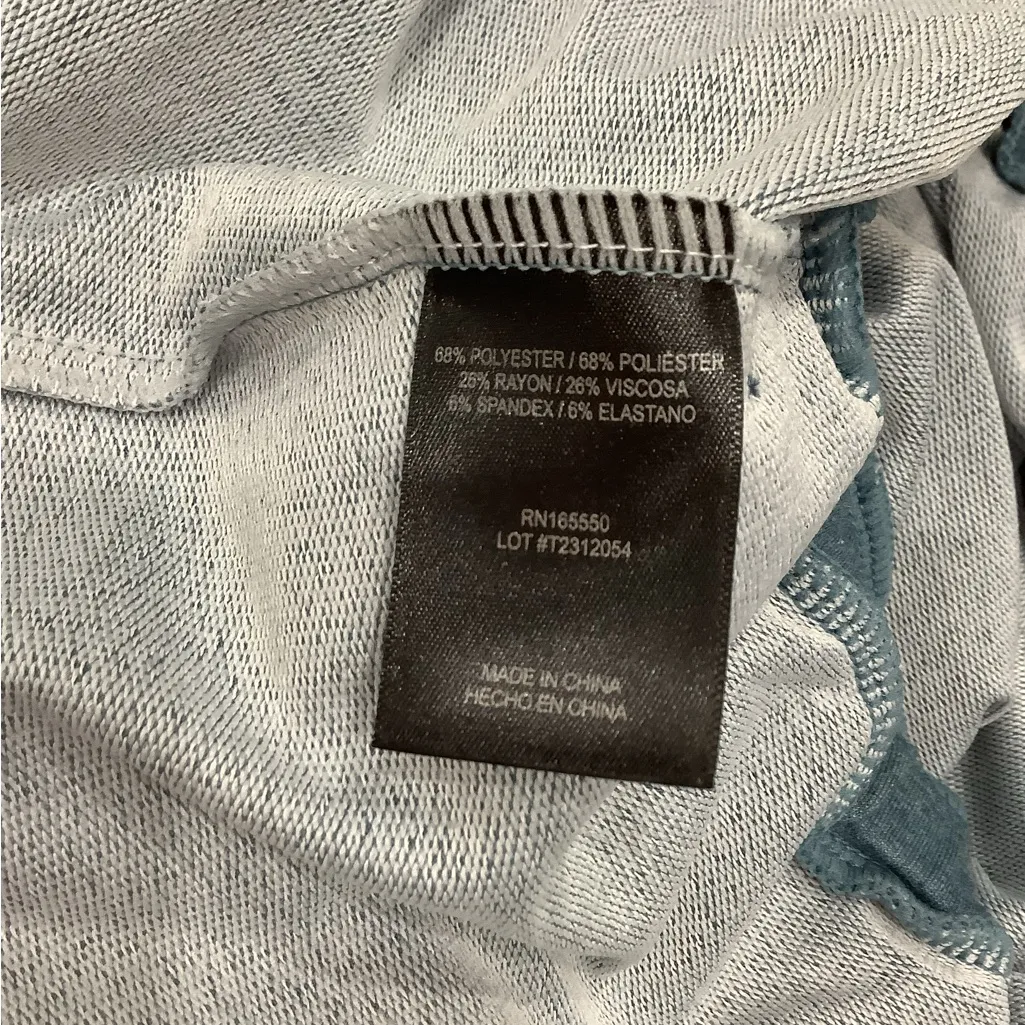 68% POLYESTER / 68% POLIÉSTER
26% RAYON / 26% VISCOSA
6% SPANDEX / 6% ELASTANO
RN165550
LOT #T2312054
MADE IN CHINA
HECHO EN CHINA